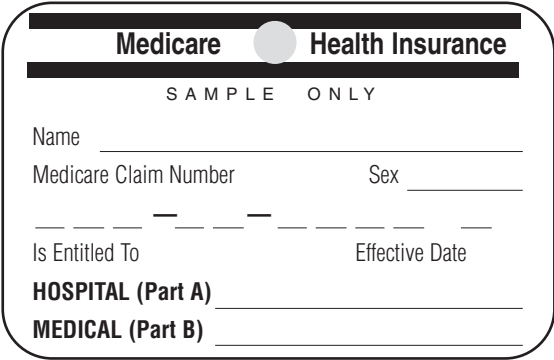 Medicare Health Insurance
SAMPLE ONLY
Name
Medicare Claim Number Sex
— —
Is Entitled To Effective Date
HOSPITAL (Part A)
MEDICAL (Part B)